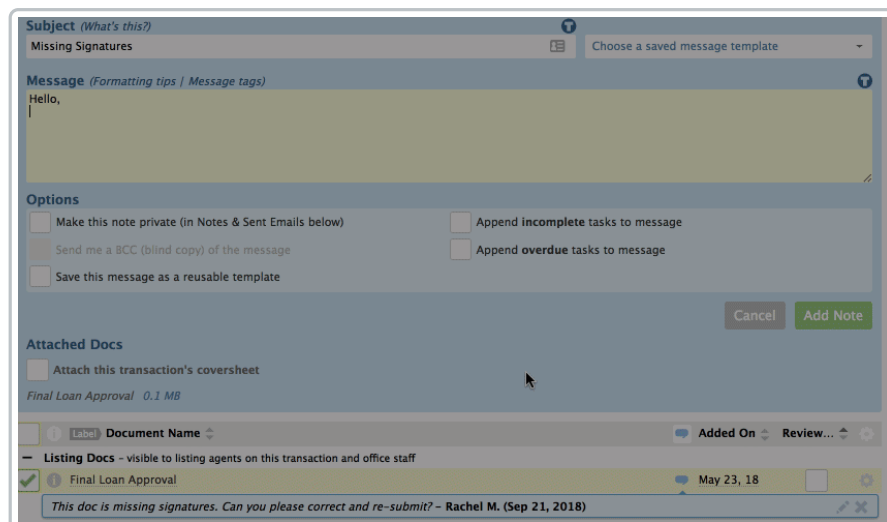 Subject (What's this?)
Missing Signatures
Choose a saved message template
Message (Formatting tips | Message tags)
Hello,
Options
Make this note private (in Notes & Sent Emails below)
Append incomplete tasks to message
Send me a BCC (blind copy) of the message
Append overdue tasks to message
Save this message as a reusable template
Cancel
Add Note
Attached Docs
Attach this transaction's coversheet
Final Loan Approval 0.1 MB
Label Document Name
Added On
Review...
Listing Docs – visible to listing agents on this transaction and office staff
Final Loan Approval
May 23, 18
This doc is missing signatures. Can you please correct and re-submit? – Rachel M. (Sep 21, 2018)